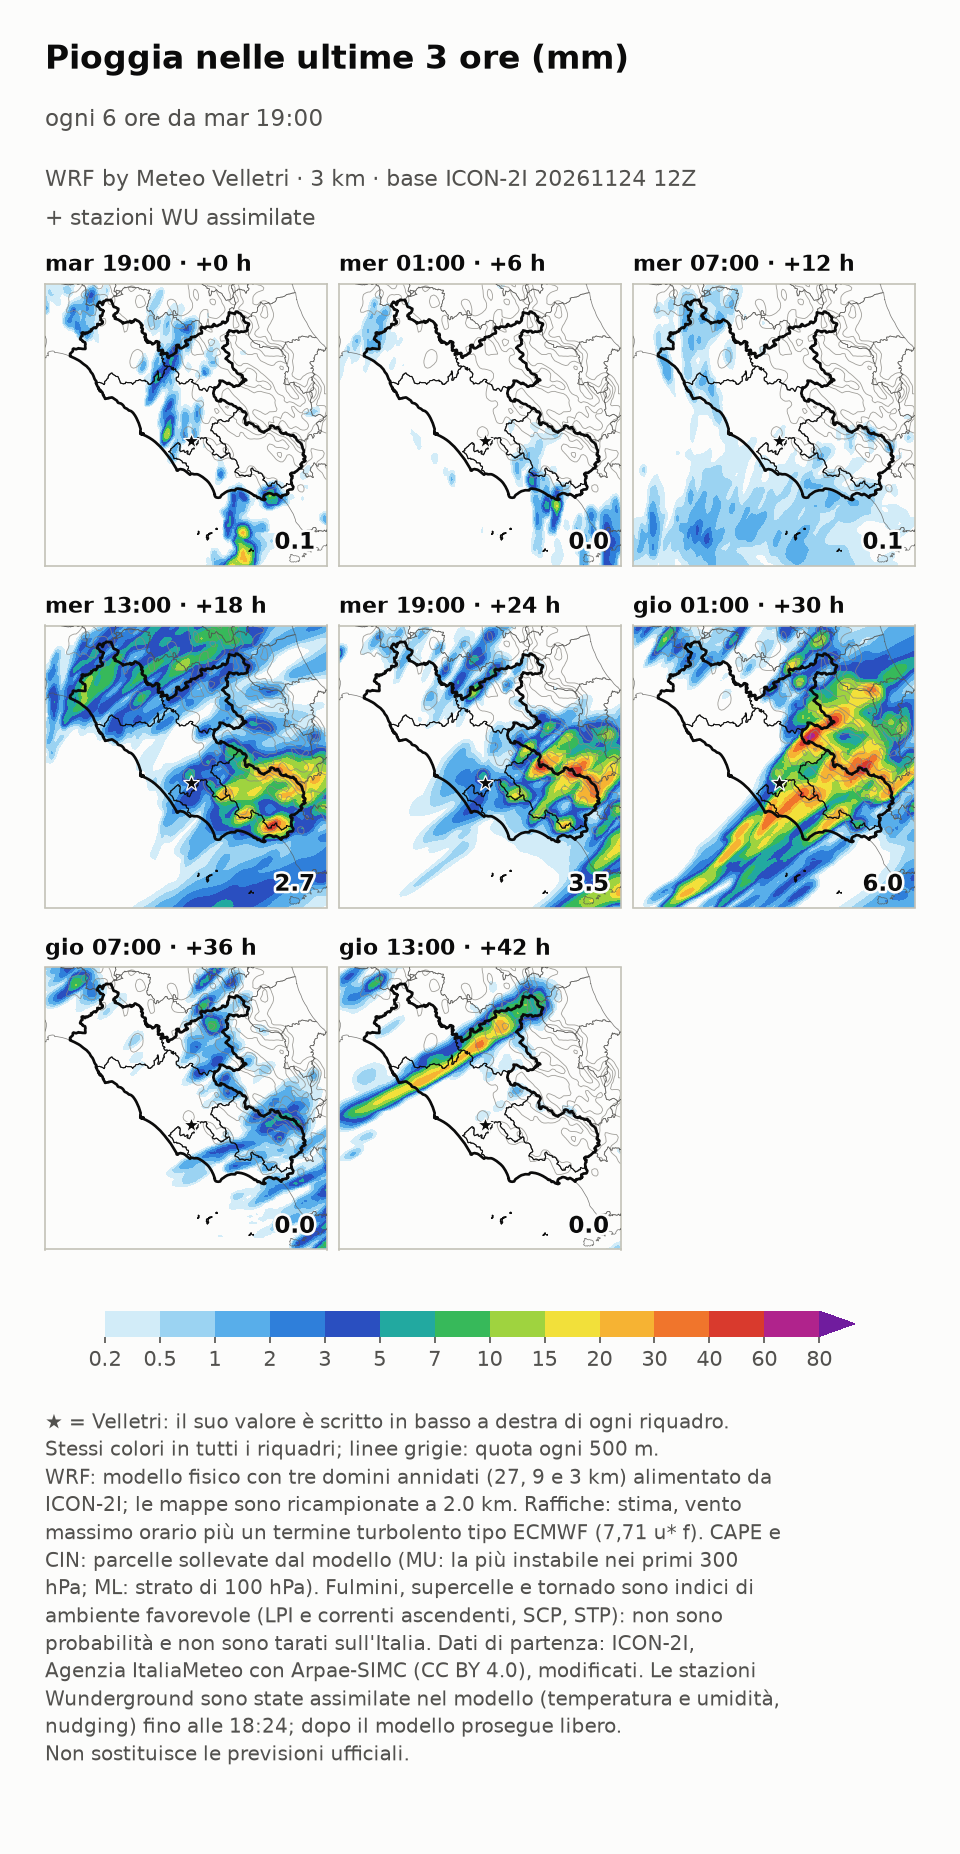 Pioggia nelle ultime 3 ore (mm)
ogni 6 ore da mar 19:00
WRF by Meteo Velletri · 3 km · base ICON-2I 20261124 12Z
+ stazioni WU assimilate
mar 19:00 · +0 h
mer 01:00 · +6 h
mer 07:00 · +12 h
0.1
0.0
0.1
mer 13:00 · +18 h
mer 19:00 · +24 h
gio 01:00 · +30 h
2.7
3.5
6.0
gio 07:00 · +36 h
gio 13:00 · +42 h
0.0
0.0
0.2 0.5 1 2 3 5 7 10 15 20 30 40 60 80
★ = Velletri: il suo valore è scritto in basso a destra di ogni riquadro.
Stessi colori in tutti i riquadri; linee grigie: quota ogni 500 m.
WRF: modello fisico con tre domini annidati (27, 9 e 3 km) alimentato da
ICON-2I; le mappe sono ricampionate a 2.0 km. Raffiche: stima, vento
massimo orario più un termine turbolento tipo ECMWF (7,71 u* f). CAPE e
CIN: parcelle sollevate dal modello (MU: la più instabile nei primi 300
hPa; ML: strato di 100 hPa). Fulmini, supercelle e tornado sono indici di
ambiente favorevole (LPI e correnti ascendenti, SCP, STP): non sono
probabilità e non sono tarati sull'Italia. Dati di partenza: ICON-2I,
Agenzia ItaliaMeteo con Arpae-SIMC (CC BY 4.0), modificati. Le stazioni
Wunderground sono state assimilate nel modello (temperatura e umidità,
nudging) fino alle 18:24; dopo il modello prosegue libero.
Non sostituisce le previsioni ufficiali.